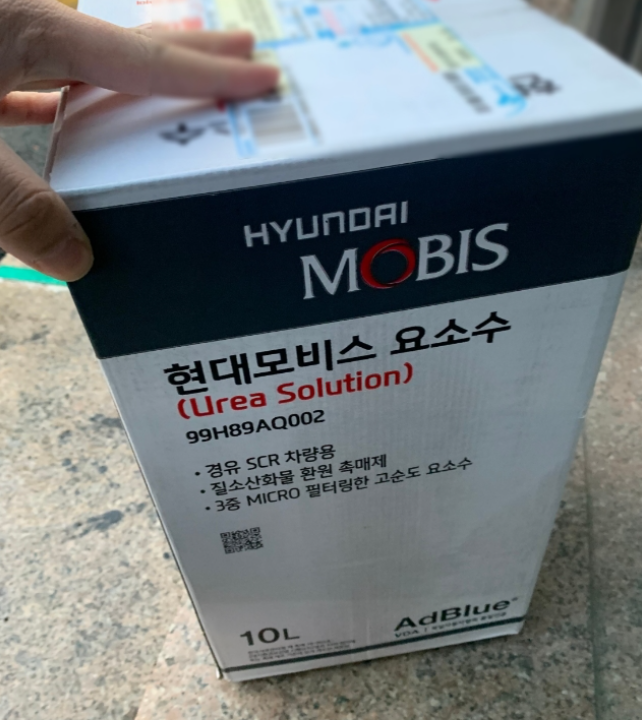 HYUNDAI
MOBIS
현대모비스 요소수
(Urea Solution)
99H89AQ002
• 경유 SCR 차량용
• 질소산화물 환원 촉매제
• 3중 MICRO 필터링한 고순도 요소수
10L
AdBlue®
VDA